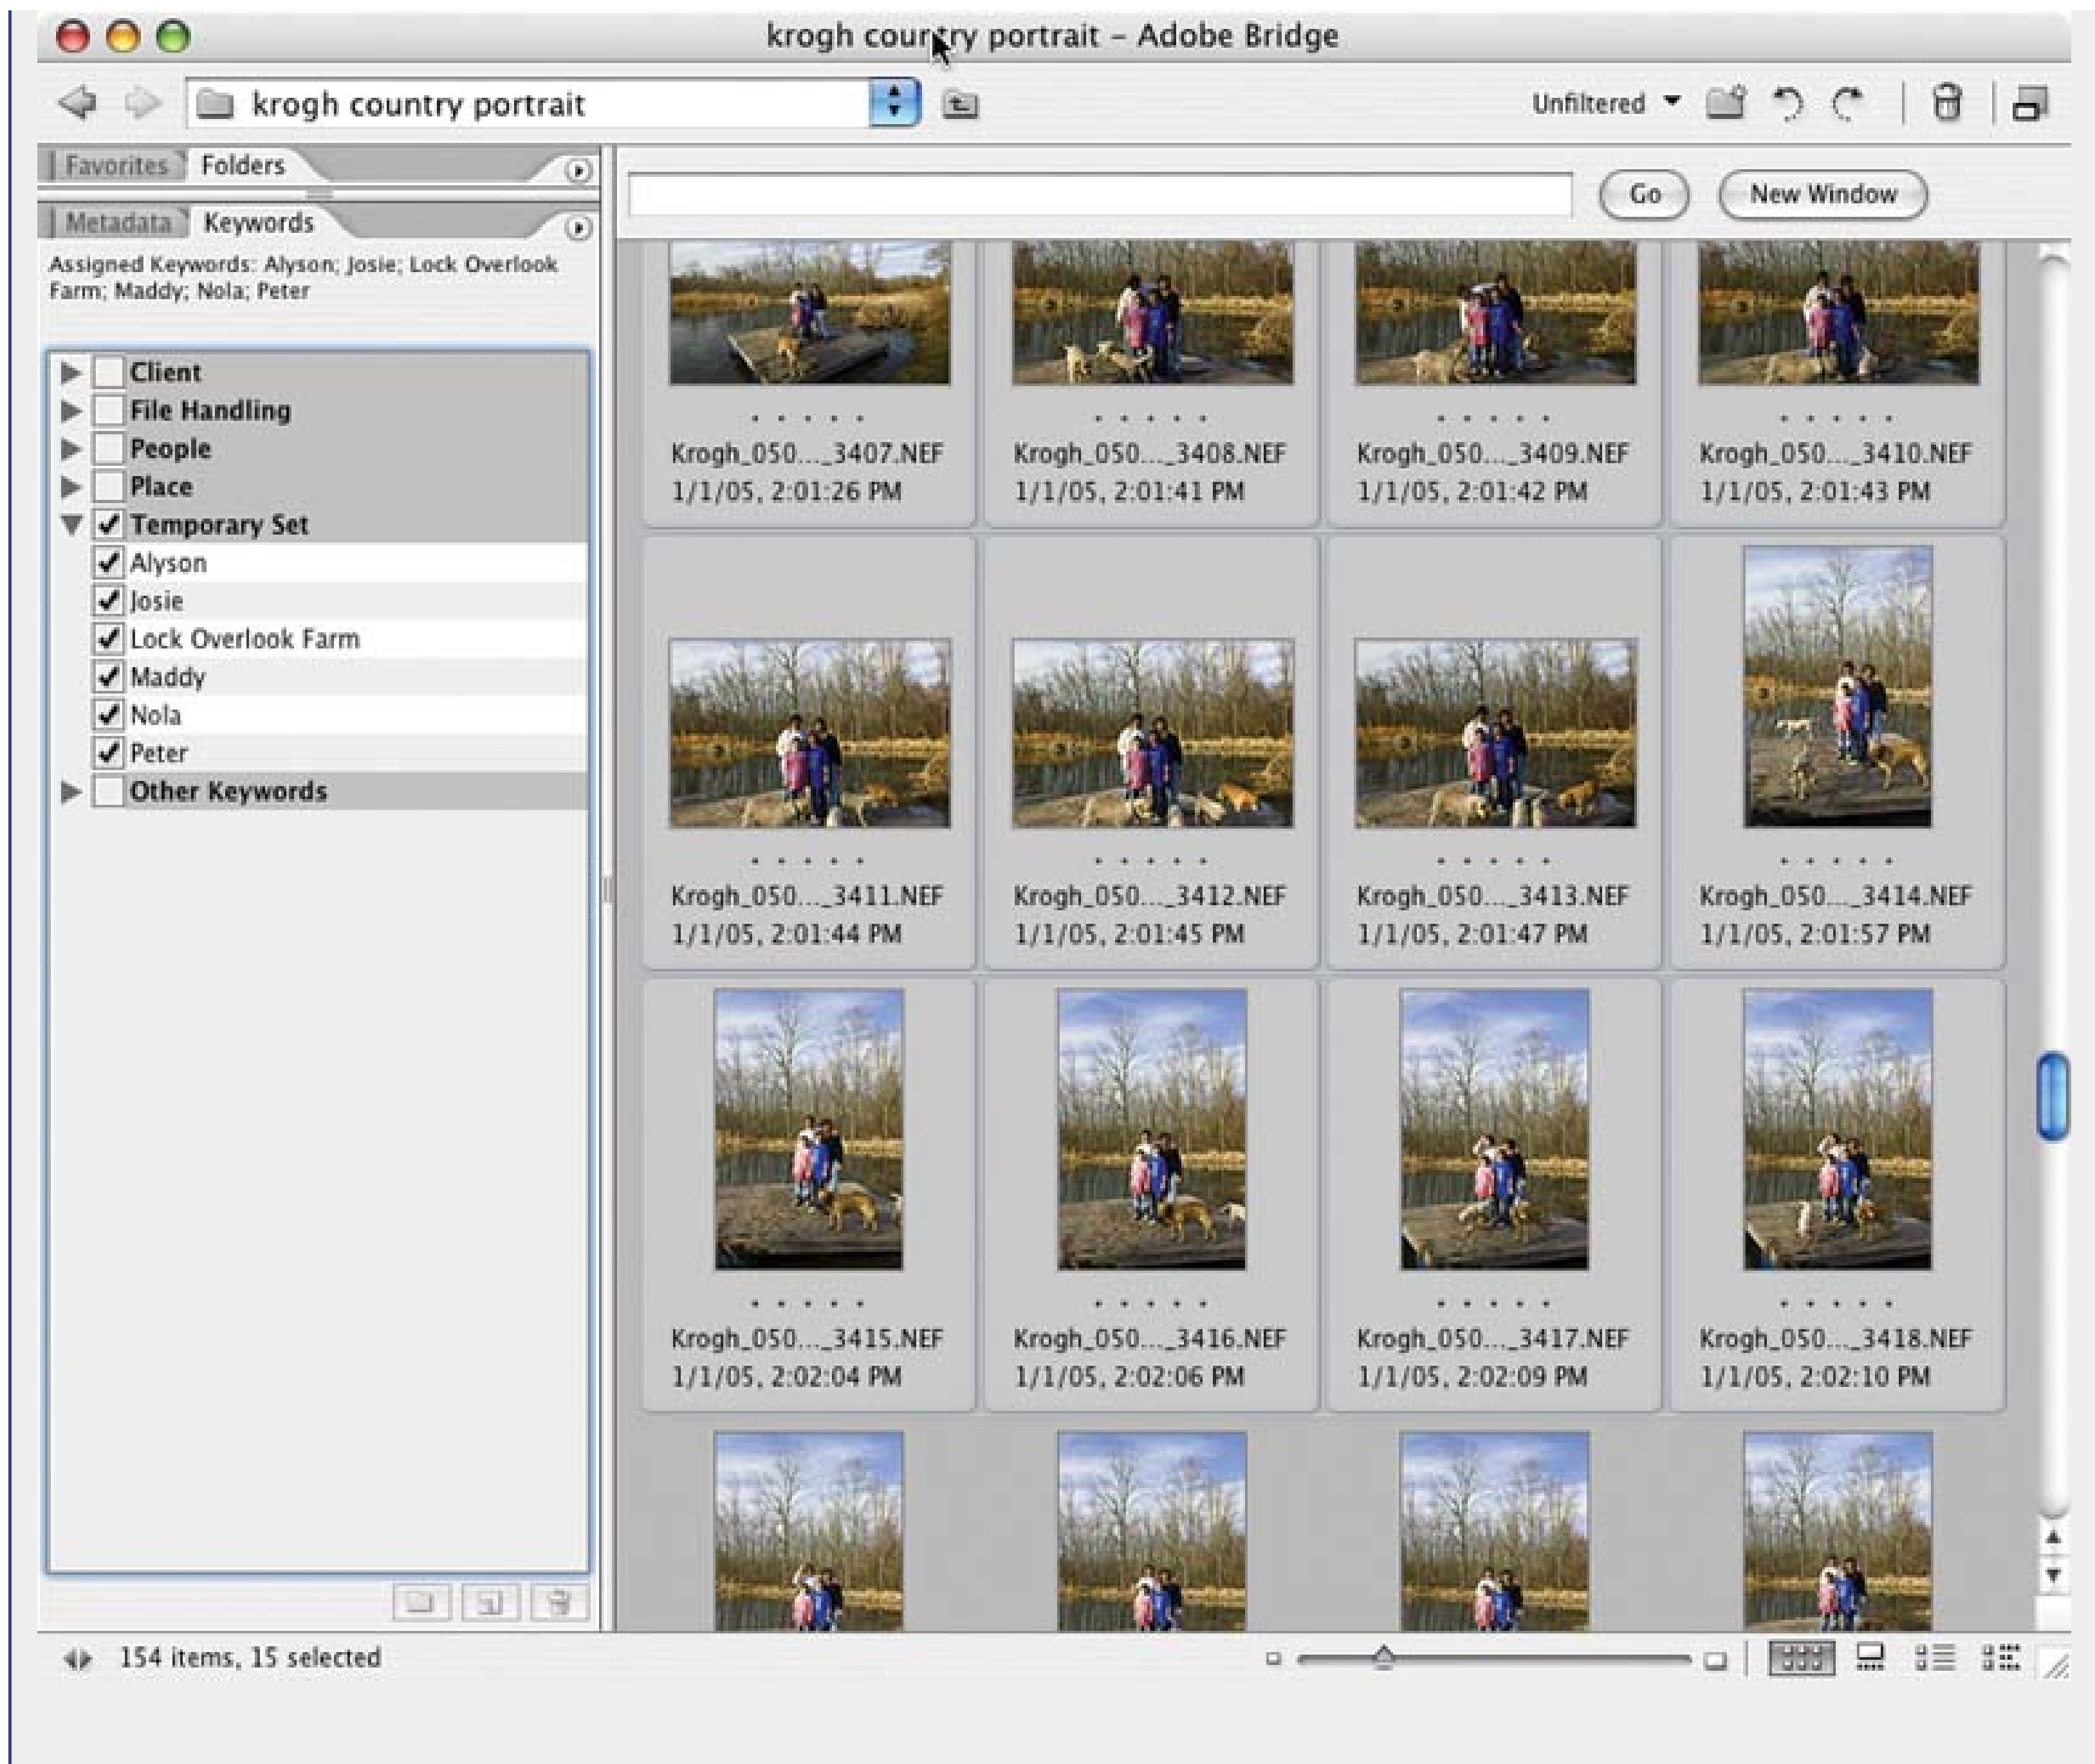 krogh country portrait – Adobe Bridge
krogh country portrait
Unfiltered
Favorites
Folders
Go
New Window
Metadata
Keywords
Assigned Keywords: Alyson; Josie; Lock Overlook
Farm; Maddy; Nola; Peter
Client
File Handling
People
Place
Temporary Set
Alyson
Josie
Lock Overlook Farm
Maddy
Nola
Peter
Other Keywords
Krogh_050..._3407.NEF
1/1/05, 2:01:26 PM
Krogh_050..._3408.NEF
1/1/05, 2:01:41 PM
Krogh_050..._3409.NEF
1/1/05, 2:01:42 PM
Krogh_050..._3410.NEF
1/1/05, 2:01:43 PM
Krogh_050..._3411.NEF
1/1/05, 2:01:44 PM
Krogh_050..._3412.NEF
1/1/05, 2:01:45 PM
Krogh_050..._3413.NEF
1/1/05, 2:01:47 PM
Krogh_050..._3414.NEF
1/1/05, 2:01:57 PM
Krogh_050..._3415.NEF
1/1/05, 2:02:04 PM
Krogh_050..._3416.NEF
1/1/05, 2:02:06 PM
Krogh_050..._3417.NEF
1/1/05, 2:02:09 PM
Krogh_050..._3418.NEF
1/1/05, 2:02:10 PM
154 items, 15 selected